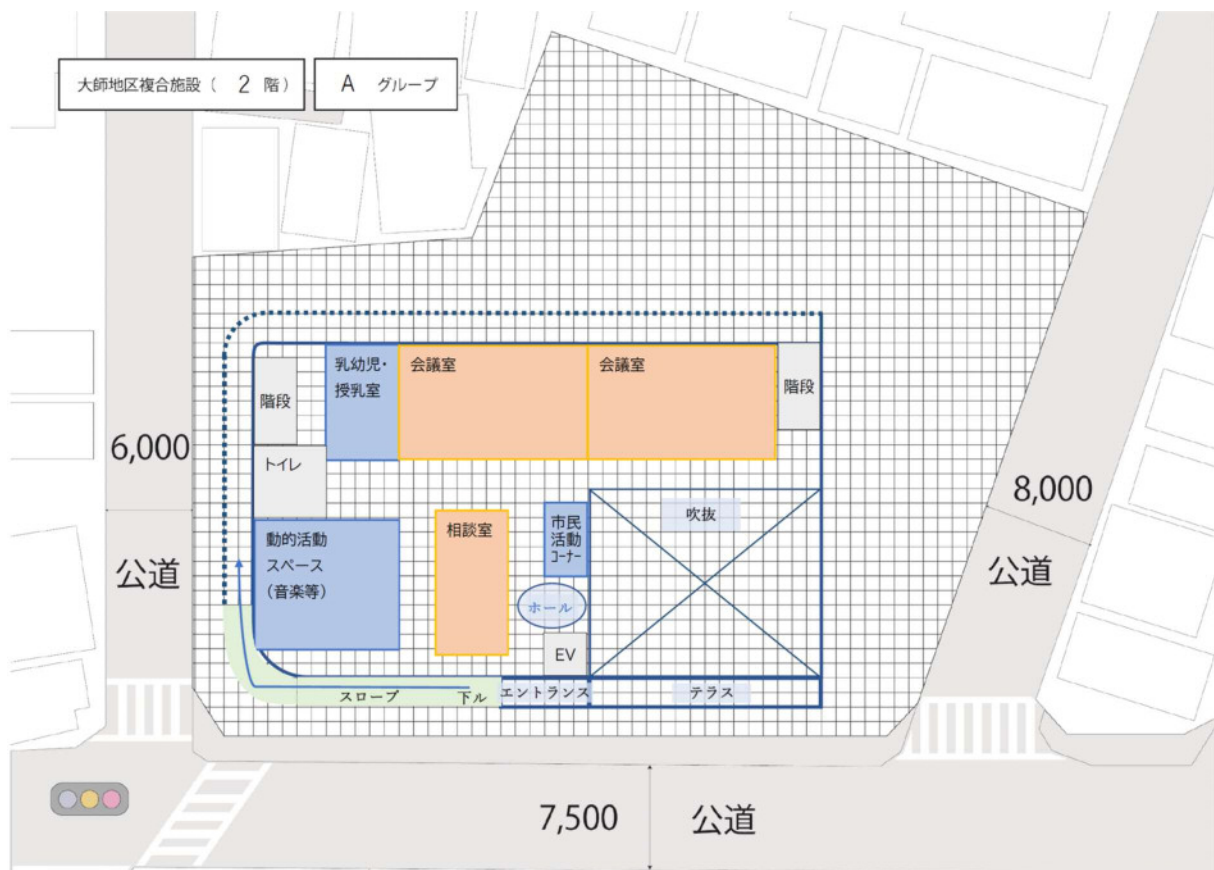 大師地区複合施設（ 2 階）
A グループ
乳幼児・
授乳室
会議室
会議室
階段
階段
トイレ
6,000
公道
8,000
公道
動的活動
スペース
（音楽等）
相談室
市民
活動
コーナー
吹抜
ホール
EV
スロープ
下ル
エントランス
テラス
7,500
公道